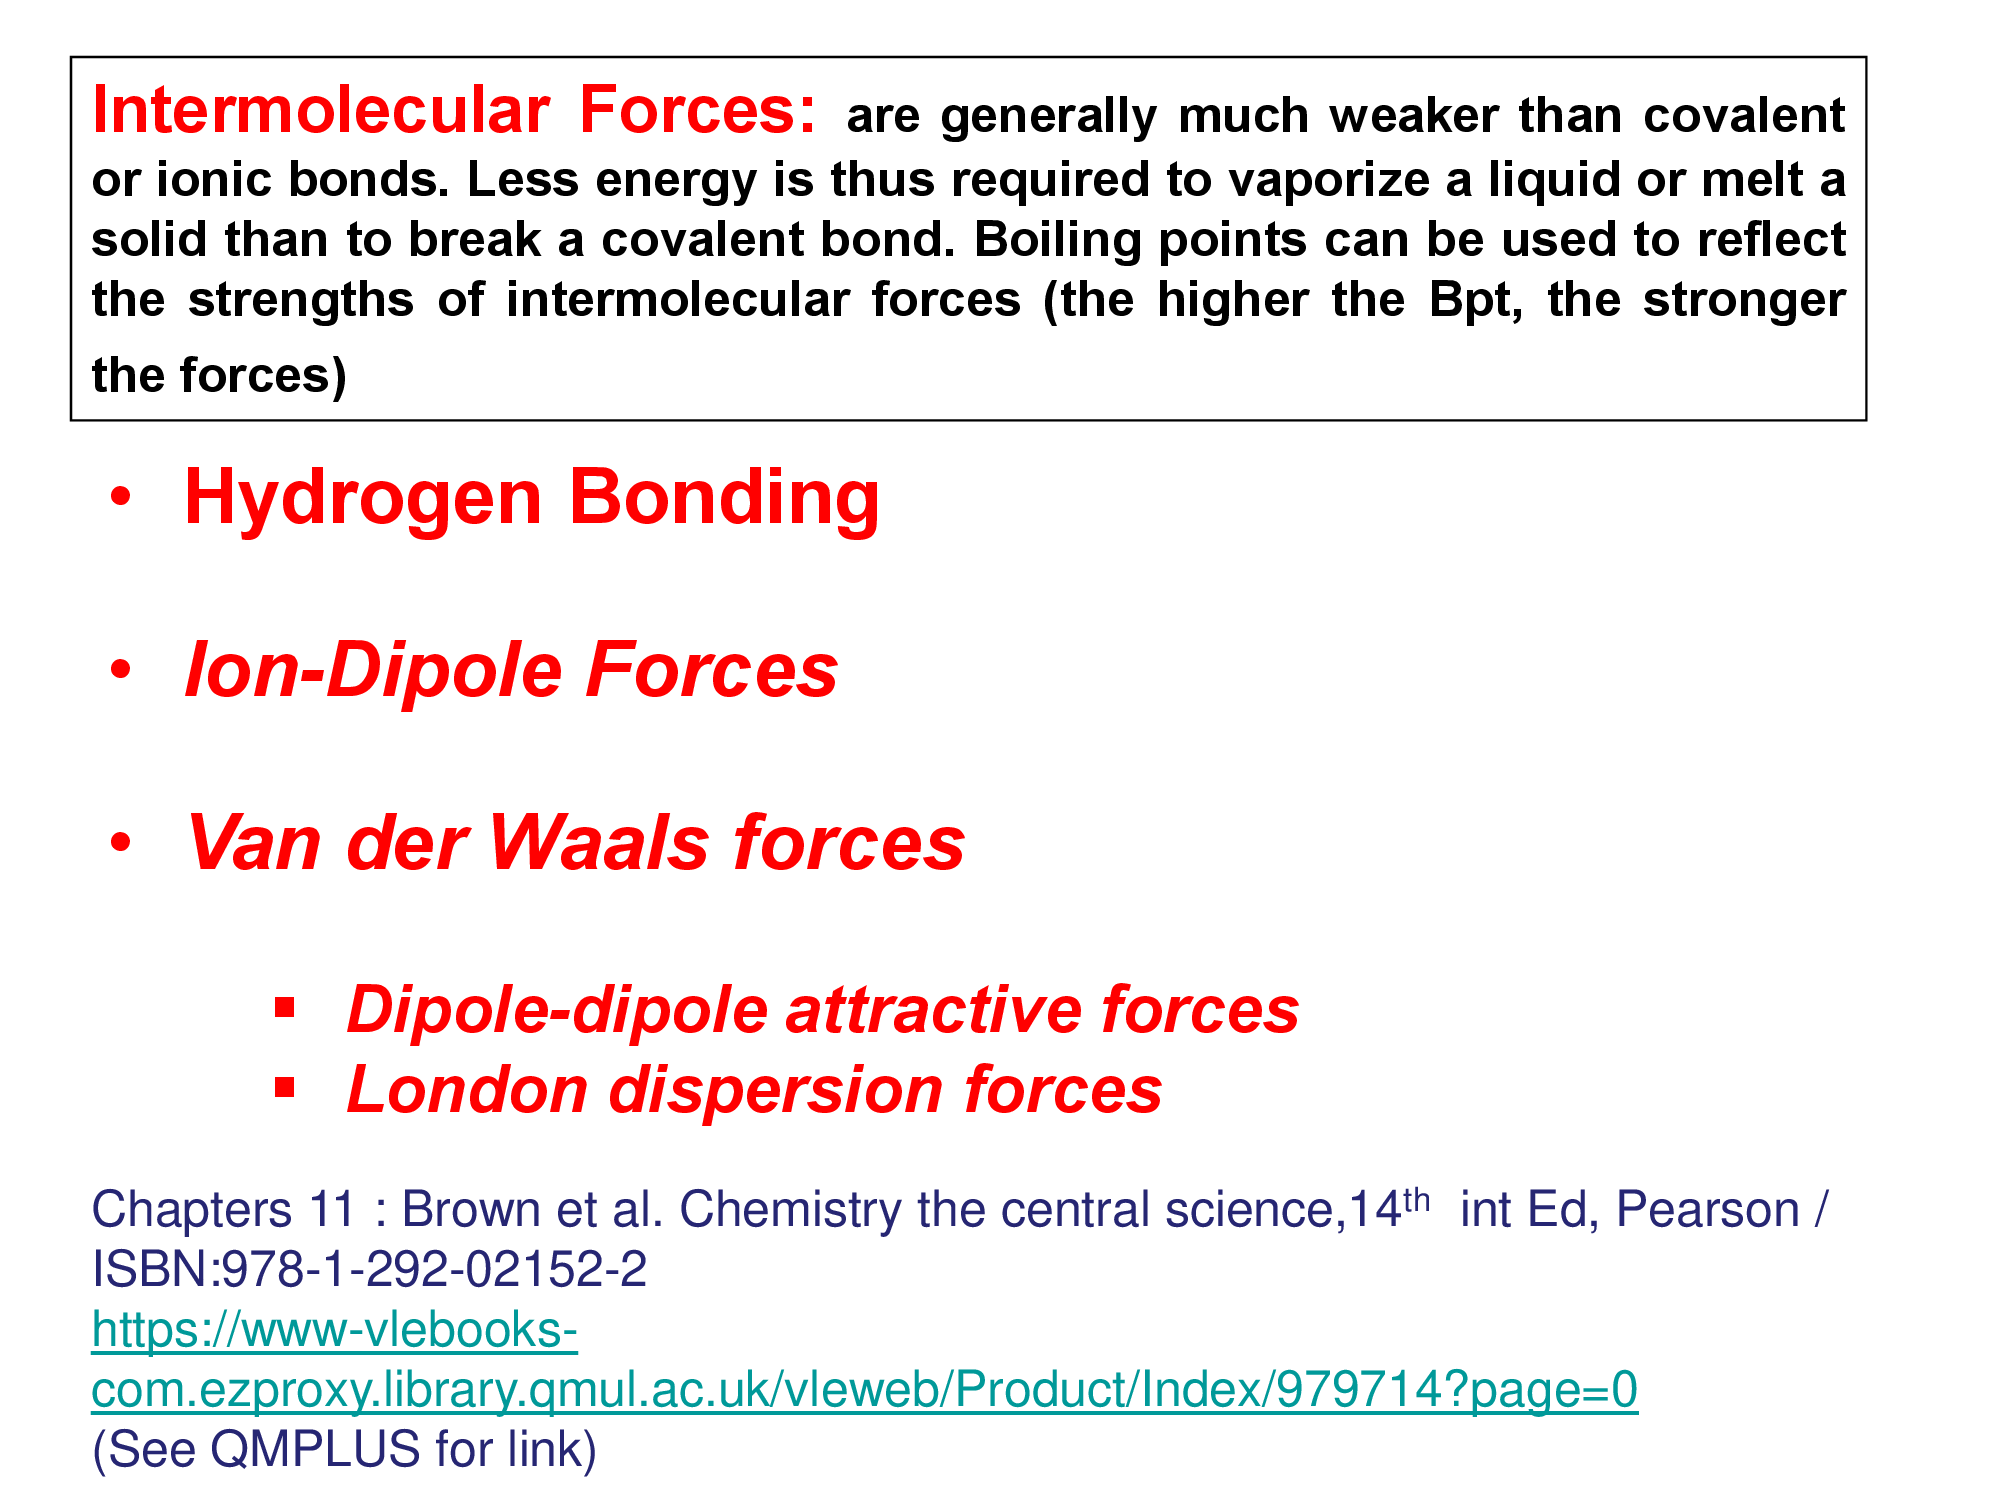 Intermolecular Forces: are generally much weaker than covalent
or ionic bonds. Less energy is thus required to vaporize a liquid or melt a
solid than to break a covalent bond. Boiling points can be used to reflect
the strengths of intermolecular forces (the higher the Bpt, the stronger
the forces)
• Hydrogen Bonding
• Ion-Dipole Forces
• Van der Waals forces
▪ Dipole-dipole attractive forces
▪ London dispersion forces
Chapters 11 : Brown et al. Chemistry the central science,14th int Ed, Pearson /
ISBN:978-1-292-02152-2
https://www-vlebooks-
com.ezproxy.library.qmul.ac.uk/vleweb/Product/Index/979714?page=0
(See QMPLUS for link)